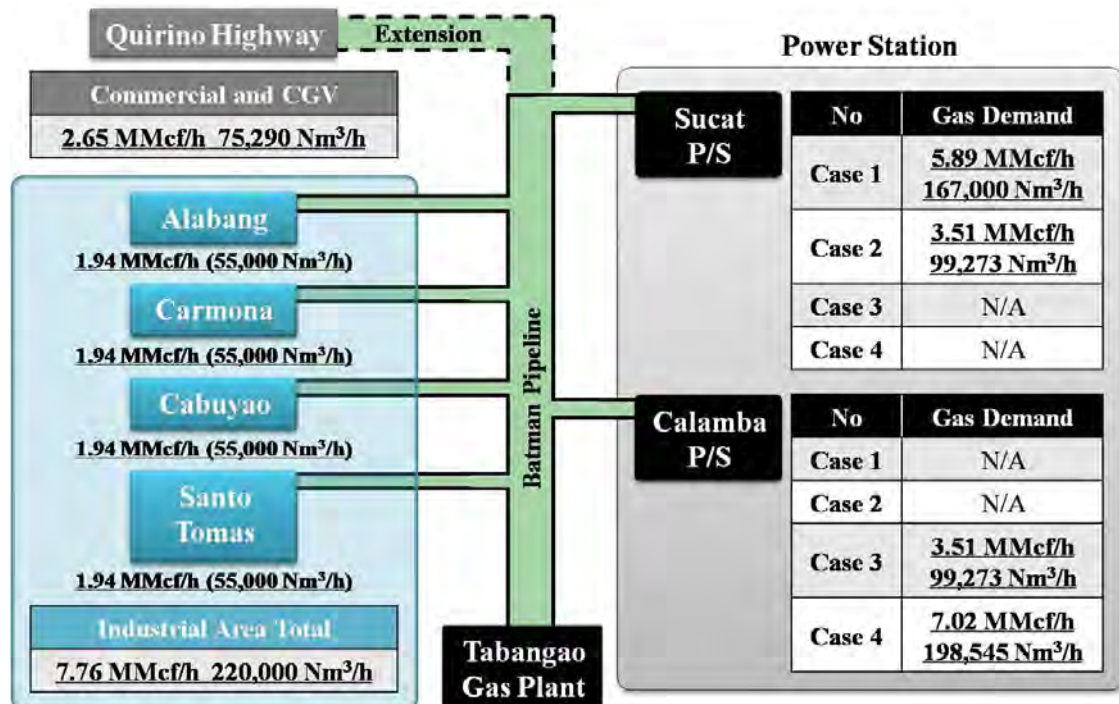 Quirino Highway
Extension
Commercial and CGV
2.65 MMcf/h 75,290 Nm³/h
Alabang
1.94 MMcf/h (55,000 Nm³/h)
Carmona
1.94 MMcf/h (55,000 Nm³/h)
Cabuyao
1.94 MMcf/h (55,000 Nm³/h)
Santo
Tomas
1.94 MMcf/h (55,000 Nm³/h)
Industrial Area Total
7.76 MMcf/h 220,000 Nm³/h
Batman Pipeline
Tabangao
Gas Plant
Power Station
Sucat
P/S
No Gas Demand
Case 1 5.89 MMcf/h
167,000 Nm³/h
Case 2 3.51 MMcf/h
99,273 Nm³/h
Case 3 N/A
Case 4 N/A
Calamba
P/S
No Gas Demand
Case 1 N/A
Case 2 N/A
Case 3 3.51 MMcf/h
99,273 Nm³/h
Case 4 7.02 MMcf/h
198,545 Nm³/h